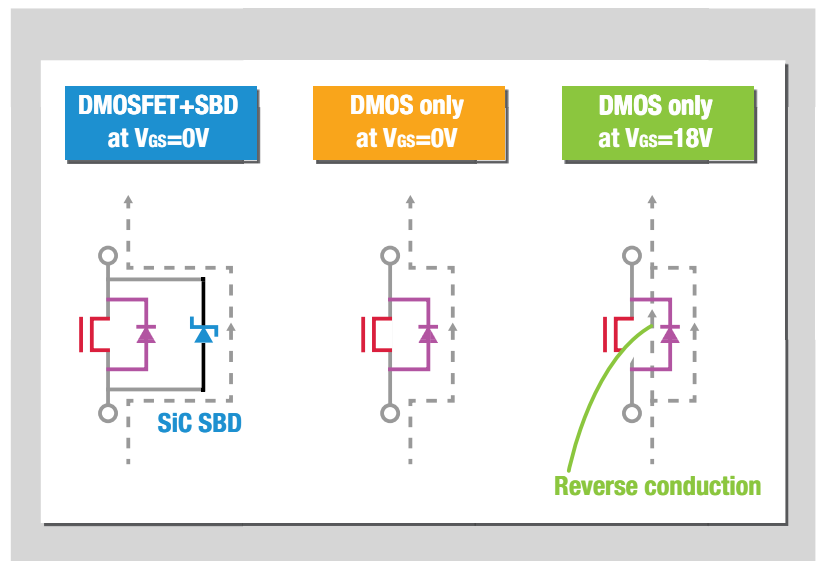 DMOSFET+SBD
at VGS=0V
DMOS only
at VGS=0V
DMOS only
at VGS=18V
SiC SBD
Reverse conduction